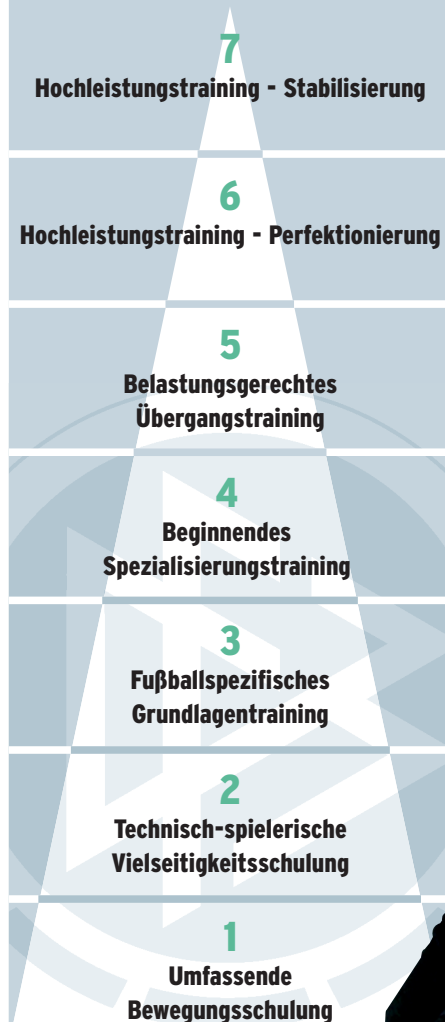 7
Hochleistungstraining - Stabilisierung
6
Hochleistungstraining - Perfektionierung
5
Belastungsgerechtes
Übergangstraining
4
Beginnendes
Spezialisierungstraining
3
Fußballspezifisches
Grundlagentraining
2
Technisch-spielerische
Vielseitigkeitsschulung
1
Umfassende
Bewegungsschulung